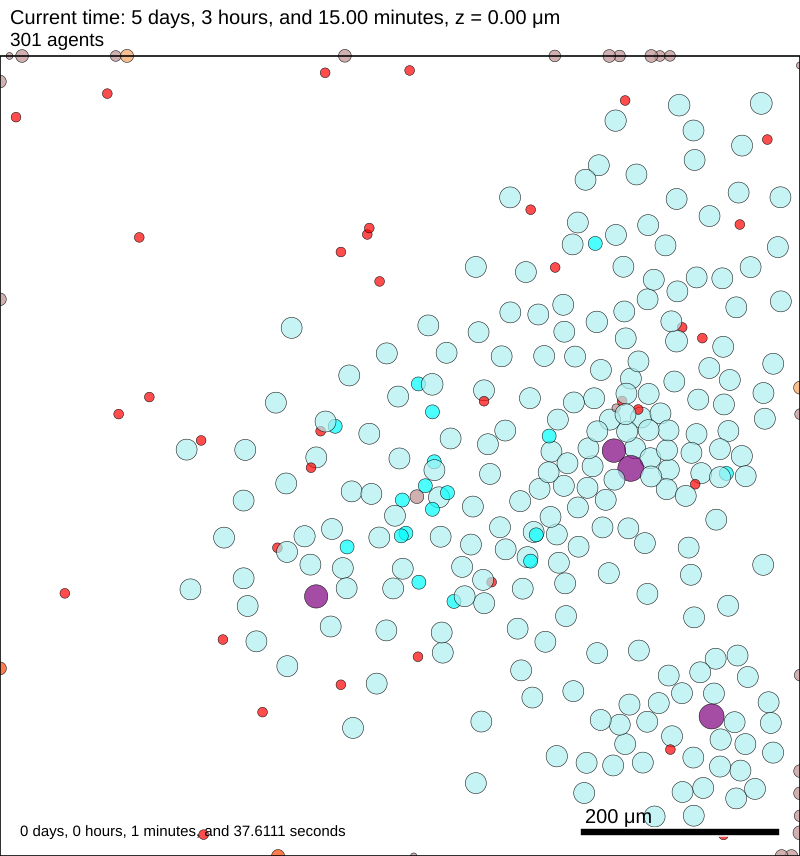 Current time: 5 days, 3 hours, and 15.00 minutes, z = 0.00 μm
301 agents
200 μm
0 days, 0 hours, 1 minutes, and 37.6111 seconds